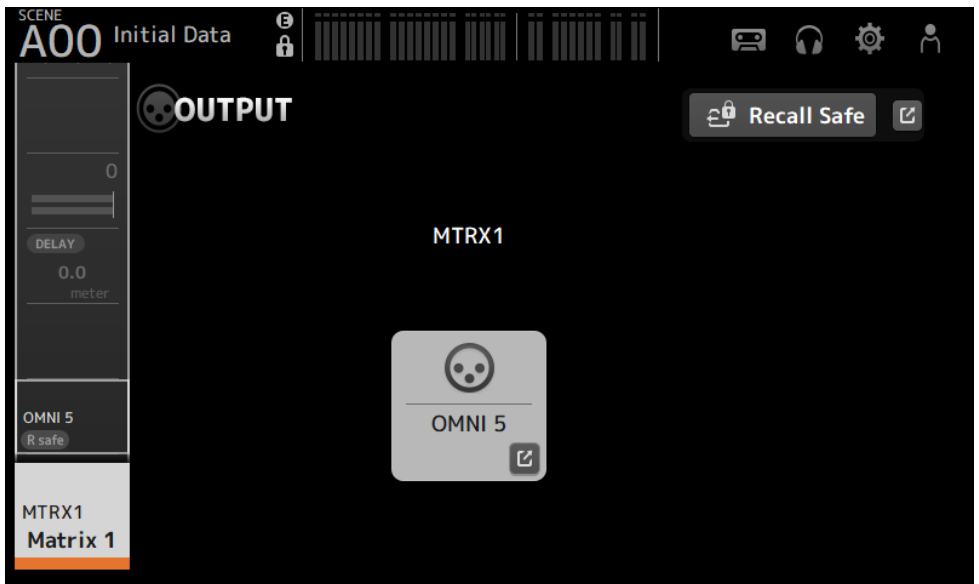 SCENE
A00 Initial Data
E
OUTPUT
Recall Safe
0
DELAY
0.0
meter
MTRX1
OMNI 5
OMNI 5
R safe
MTRX1
Matrix 1